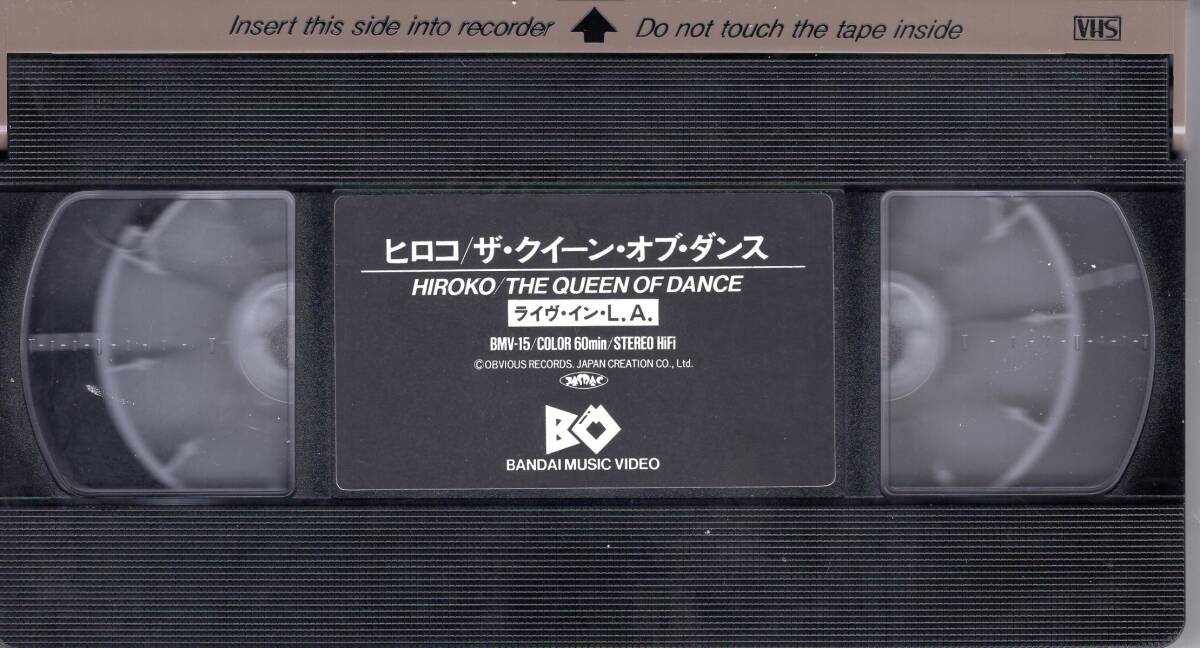 Insert this side into recorder Do not touch the tape inside VHS
ヒロコ/ザ・クイーン・オブ・ダンス
HIROKO/THE QUEEN OF DANCE
ライヴ・イン・L.A.
BMV-15/COLOR 60min/STEREO HiFi
©OBVIOUS RECORDS. JAPAN CREATION CO., Ltd.
BANDAI MUSIC VIDEO